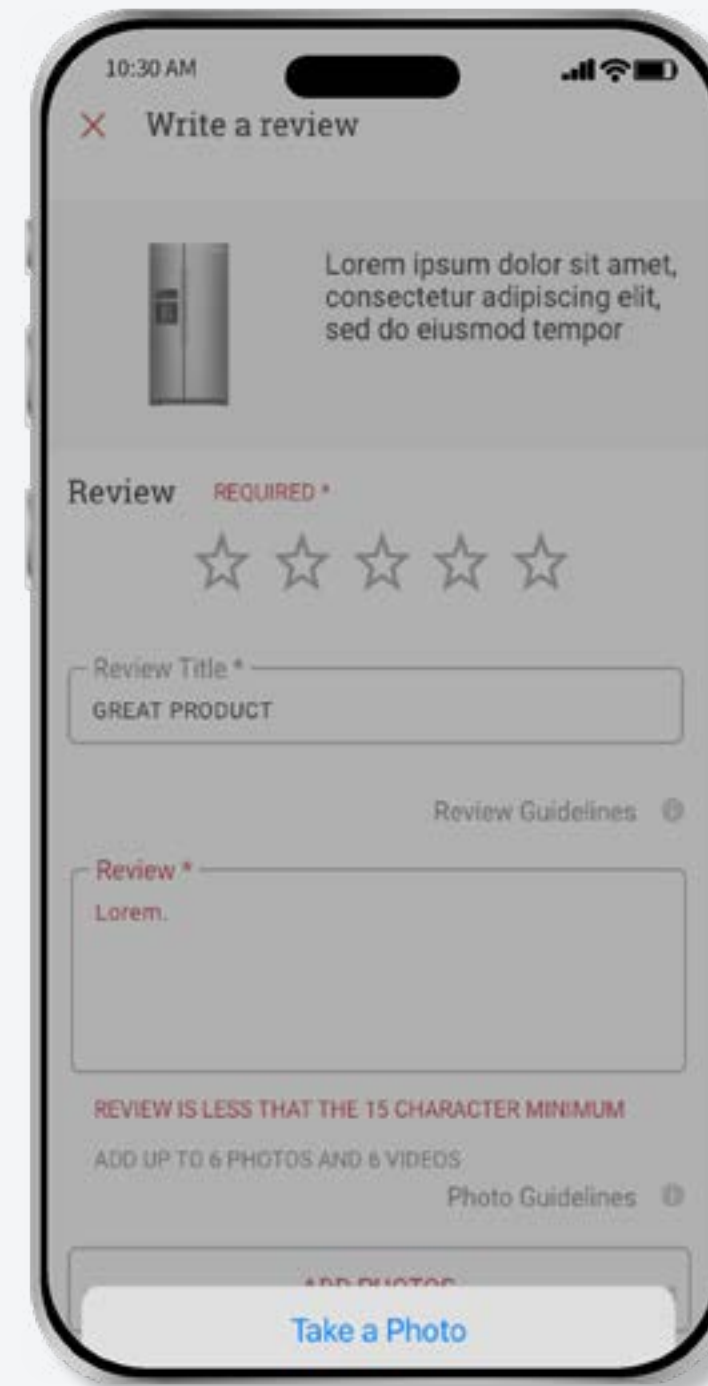 10:30 AM
Write a review
Lorem ipsum dolor sit amet,
consectetur adipiscing elit,
sed do eiusmod tempor
Review REQUIRED *
Review Title *
GREAT PRODUCT
Review Guidelines
Review *
Lorem.
REVIEW IS LESS THAT THE 15 CHARACTER MINIMUM
ADD UP TO 6 PHOTOS AND 6 VIDEOS
Photo Guidelines
ADD PHOTOS
Take a Photo